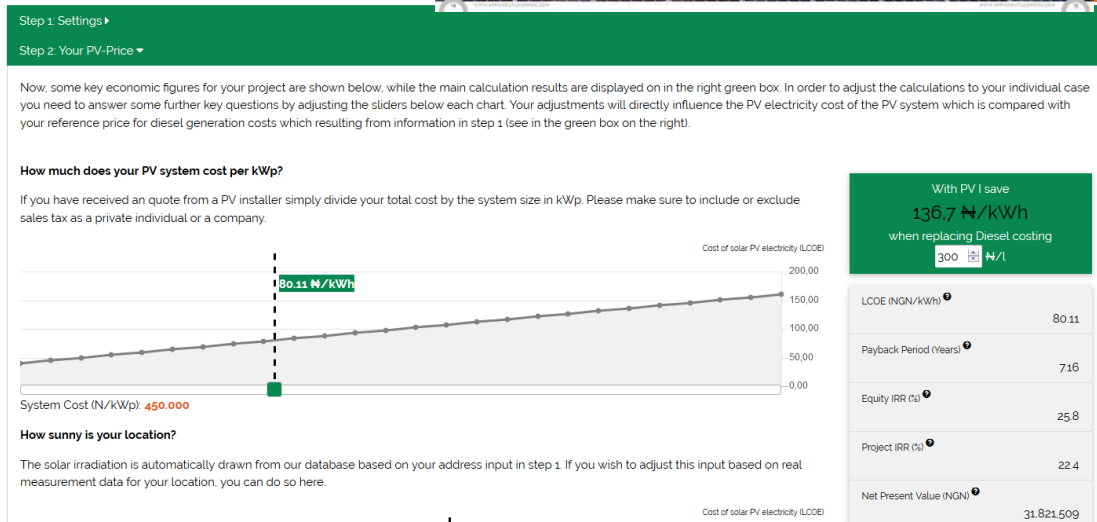 Step 1: Settings
Step 2: Your PV-Price
Now, some key economic figures for your project are shown below, while the main calculation results are displayed on in the right green box. In order to adjust the calculations to your individual case
you need to answer some further key questions by adjusting the sliders below each chart. Your adjustments will directly influence the PV electricity cost of the PV system which is compared with
your reference price for diesel generation costs which resulting from information in step 1 (see in the green box on the right).
How much does your PV system cost per kWp?
If you have received an quote from a PV installer simply divide your total cost by the system size in kWp. Please make sure to include or exclude
sales tax as a private individual or a company.
Cost of solar PV electricity (LCOE)
80.11 ₦/kWh
200,00
150,00
100,00
50,00
0,00
System Cost (N/kWp): 450.000
How sunny is your location?
The solar irradiation is automatically drawn from our database based on your address input in step 1. If you wish to adjust this input based on real
measurement data for your location, you can do so here.
Cost of solar PV electricity (LCOE)
With PV I save
136,7 ₦/kWh
when replacing Diesel costing
300 ₦/l
LCOE (NGN/kWh)
80.11
Payback Period (Years)
7.16
Equity IRR (%)
25.8
Project IRR (%)
22.4
Net Present Value (NGN)
31.821.509